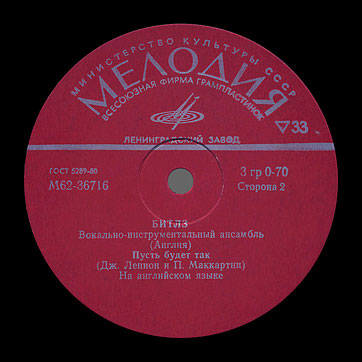 МИНИСТЕРСТВО КУЛЬТУРЫ СССР
МЕЛОДИЯ
ВСЕСОЮЗНАЯ ФИРМА ГРАМПЛАСТИНОК
33
ЛЕНИНГРАДСКИЙ ЗАВОД
ГОСТ 5289-80
М62-36716
3 гр 0-70
Сторона 2
БИТЛЗ
Вокально-инструментальный ансамбль
(Англия)
Пусть будет так
(Дж. Леннон и П. Маккартни)
На английском языке